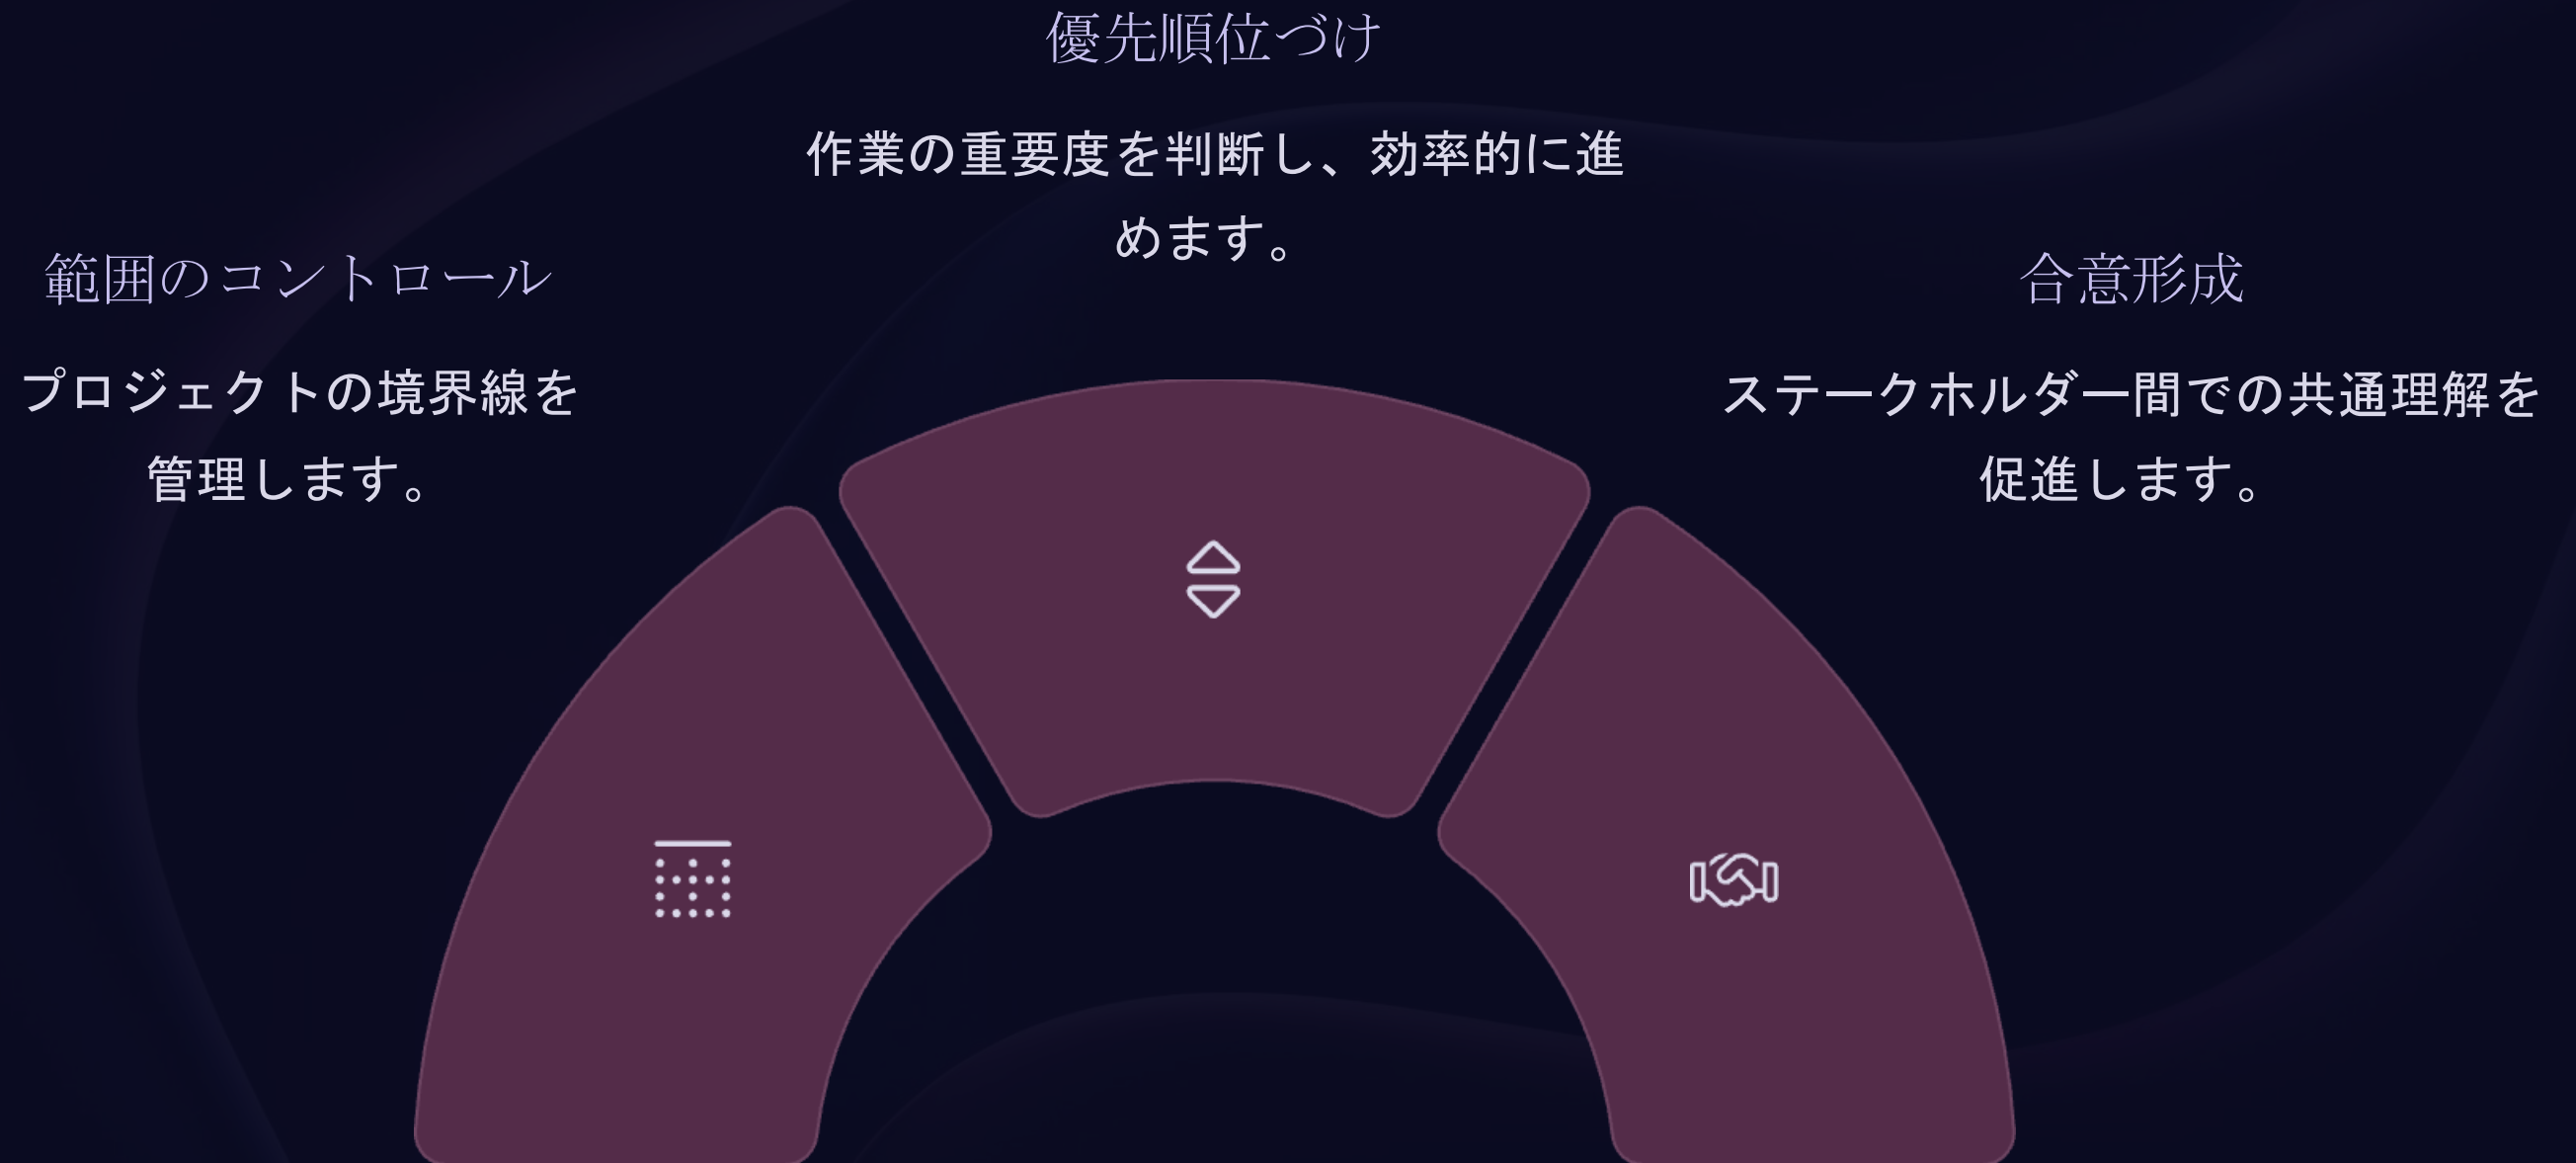 優先順位づけ
作業の重要度を判断し、効率的に進
めます。
範囲のコントロール
プロジェクトの境界線を
管理します。
合意形成
ステークホルダー間での共通理解を
促進します。